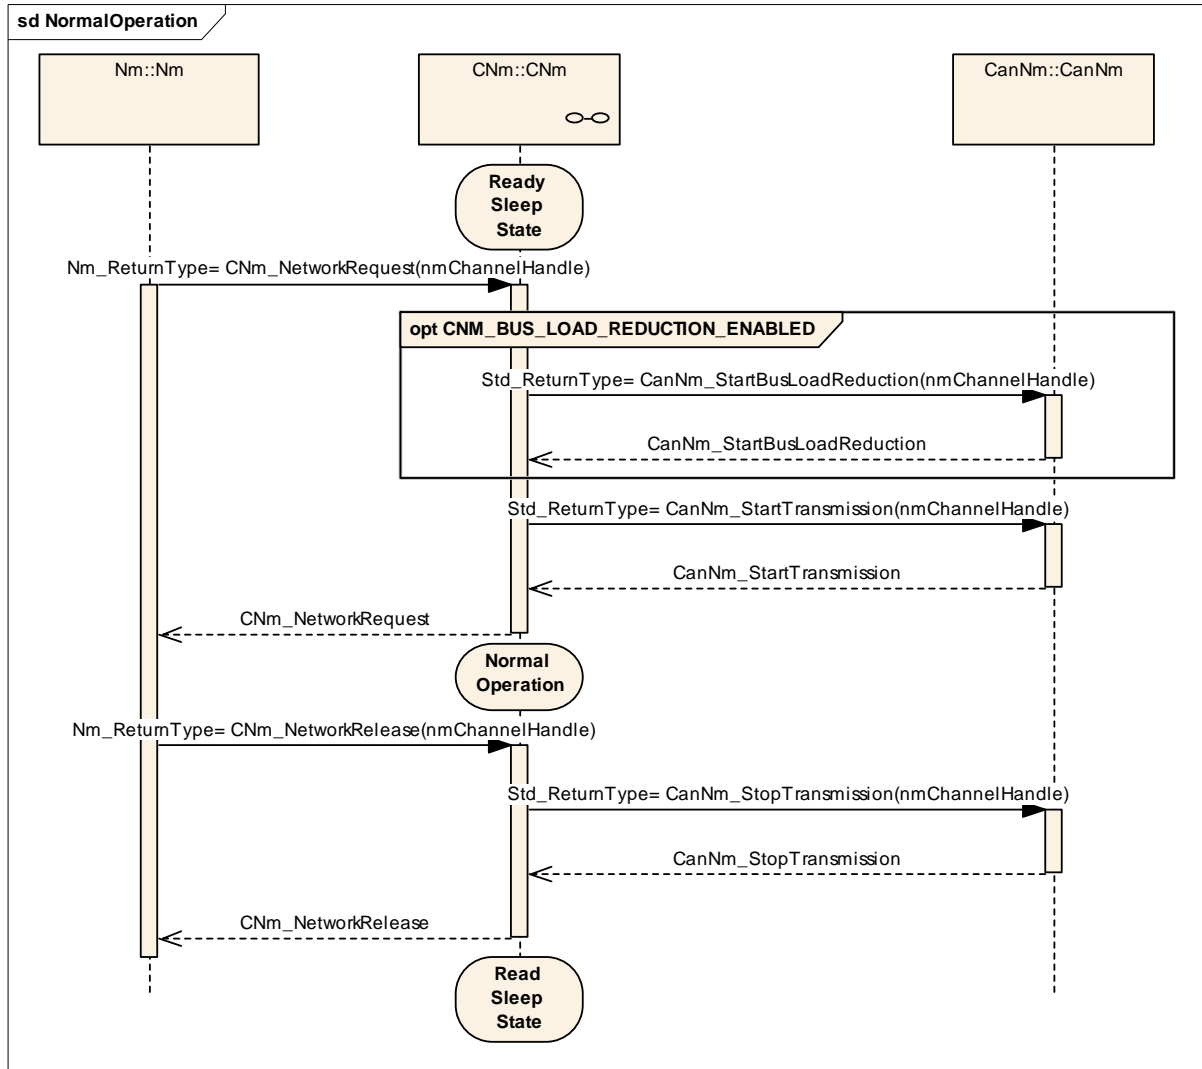 sd NormalOperation
Nm::Nm
CNm::CNm
CanNm::CanNm
Ready
Sleep
State
Nm_ReturnType= CNm_NetworkRequest(nmChannelHandle)
opt CNM_BUS_LOAD_REDUCTION_ENABLED
Std_ReturnType= CanNm_StartBusLoadReduction(nmChannelHandle)
CanNm_StartBusLoadReduction
Std_ReturnType= CanNm_StartTransmission(nmChannelHandle)
CanNm_StartTransmission
CNm_NetworkRequest
Normal
Operation
Nm_ReturnType= CNm_NetworkRelease(nmChannelHandle)
Std_ReturnType= CanNm_StopTransmission(nmChannelHandle)
CanNm_StopTransmission
CNm_NetworkRelease
Read
Sleep
State